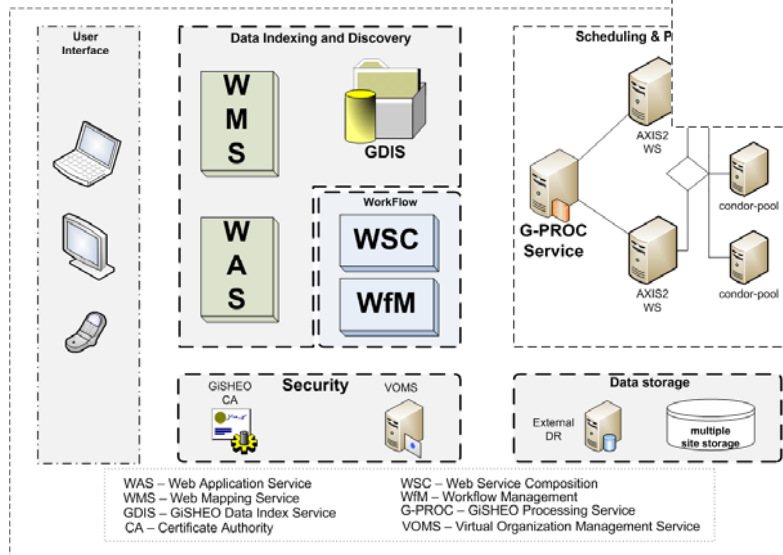 User
Interface
Data Indexing and Discovery
W
M
S
GDIS
W
A
S
WorkFlow
WSC
WfM
Scheduling &
AXIS2
WS
G-PROC
Service
AXIS2
WS
condor-pool
condor-pool
GiSHEO
CA
Security
VOMS
Data storage
External
DR
multiple
site storage
WAS – Web Application Service
WMS – Web Mapping Service
GDIS – GiSHEO Data Index Service
CA – Certificate Authority
WSC – Web Service Composition
WfM – Workflow Management
G-PROC – GiSHEO Processing Service
VOMS – Virtual Organization Management Service